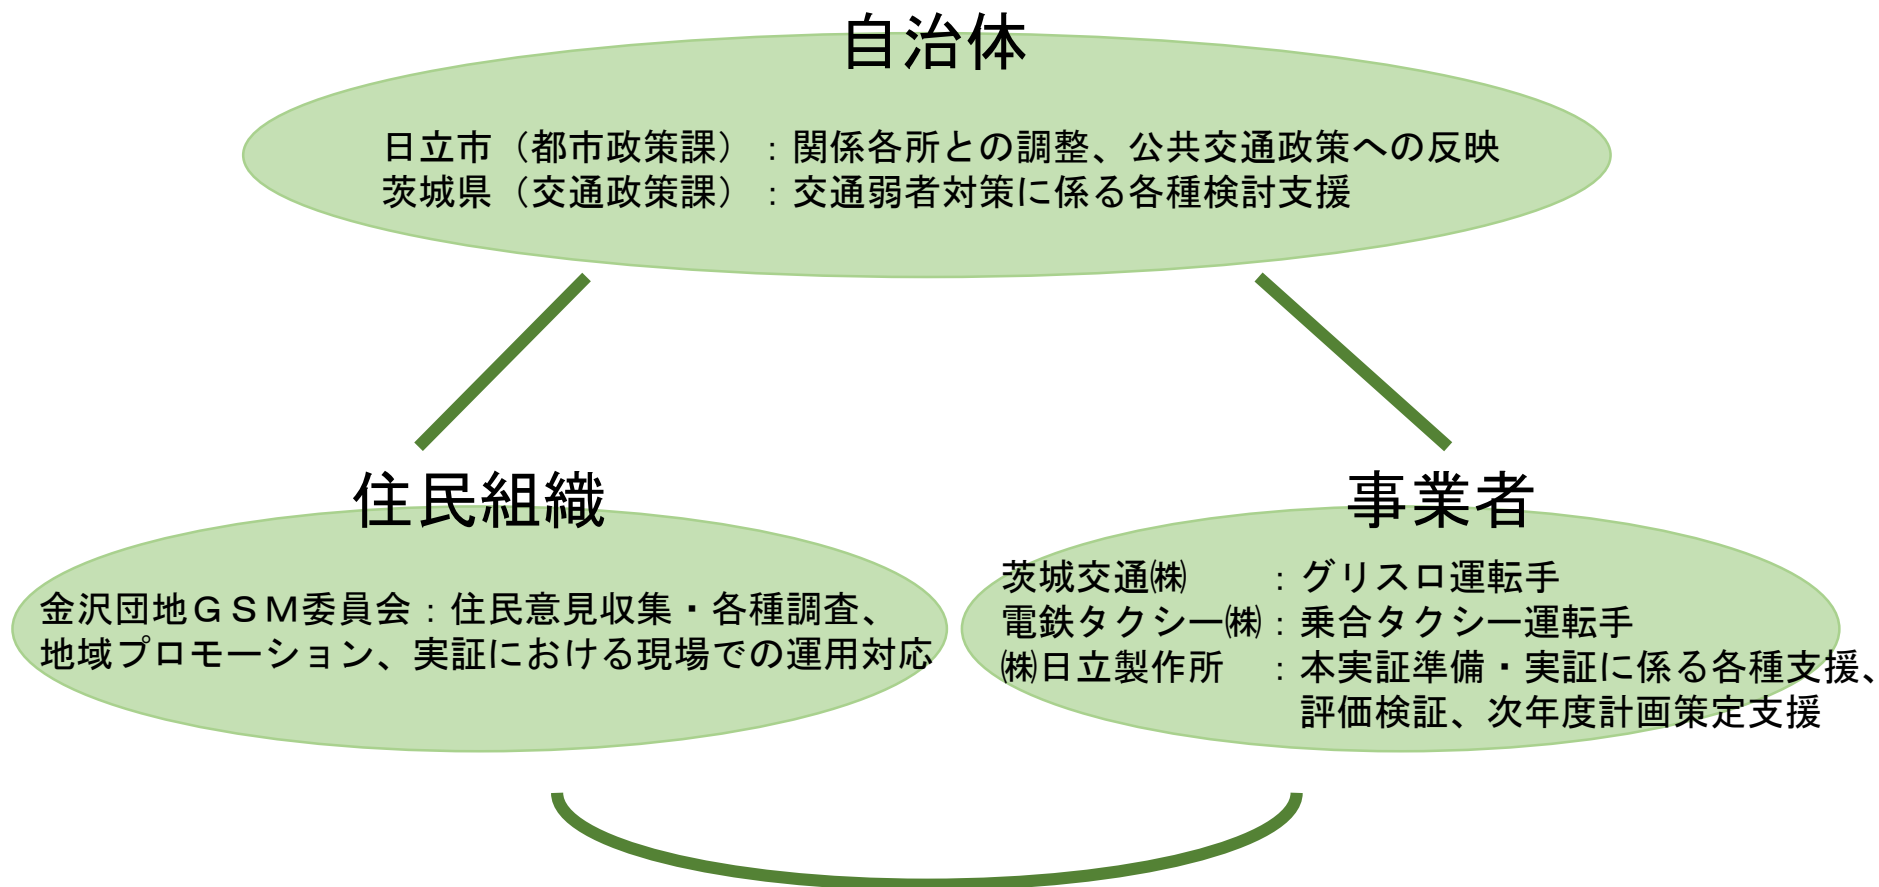 自治体
日立市（都市政策課）：関係各所との調整、公共交通政策への反映
茨城県（交通政策課）：交通弱者対策に係る各種検討支援
住民組織
金沢団地ＧＳＭ委員会：住民意見収集・各種調査、
地域プロモーション、実証における現場での運用対応
事業者
茨城交通㈱　　：グリスロ運転手
電鉄タクシー㈱：乗合タクシー運転手
㈱日立製作所　：本実証準備・実証に係る各種支援、
評価検証、次年度計画策定支援